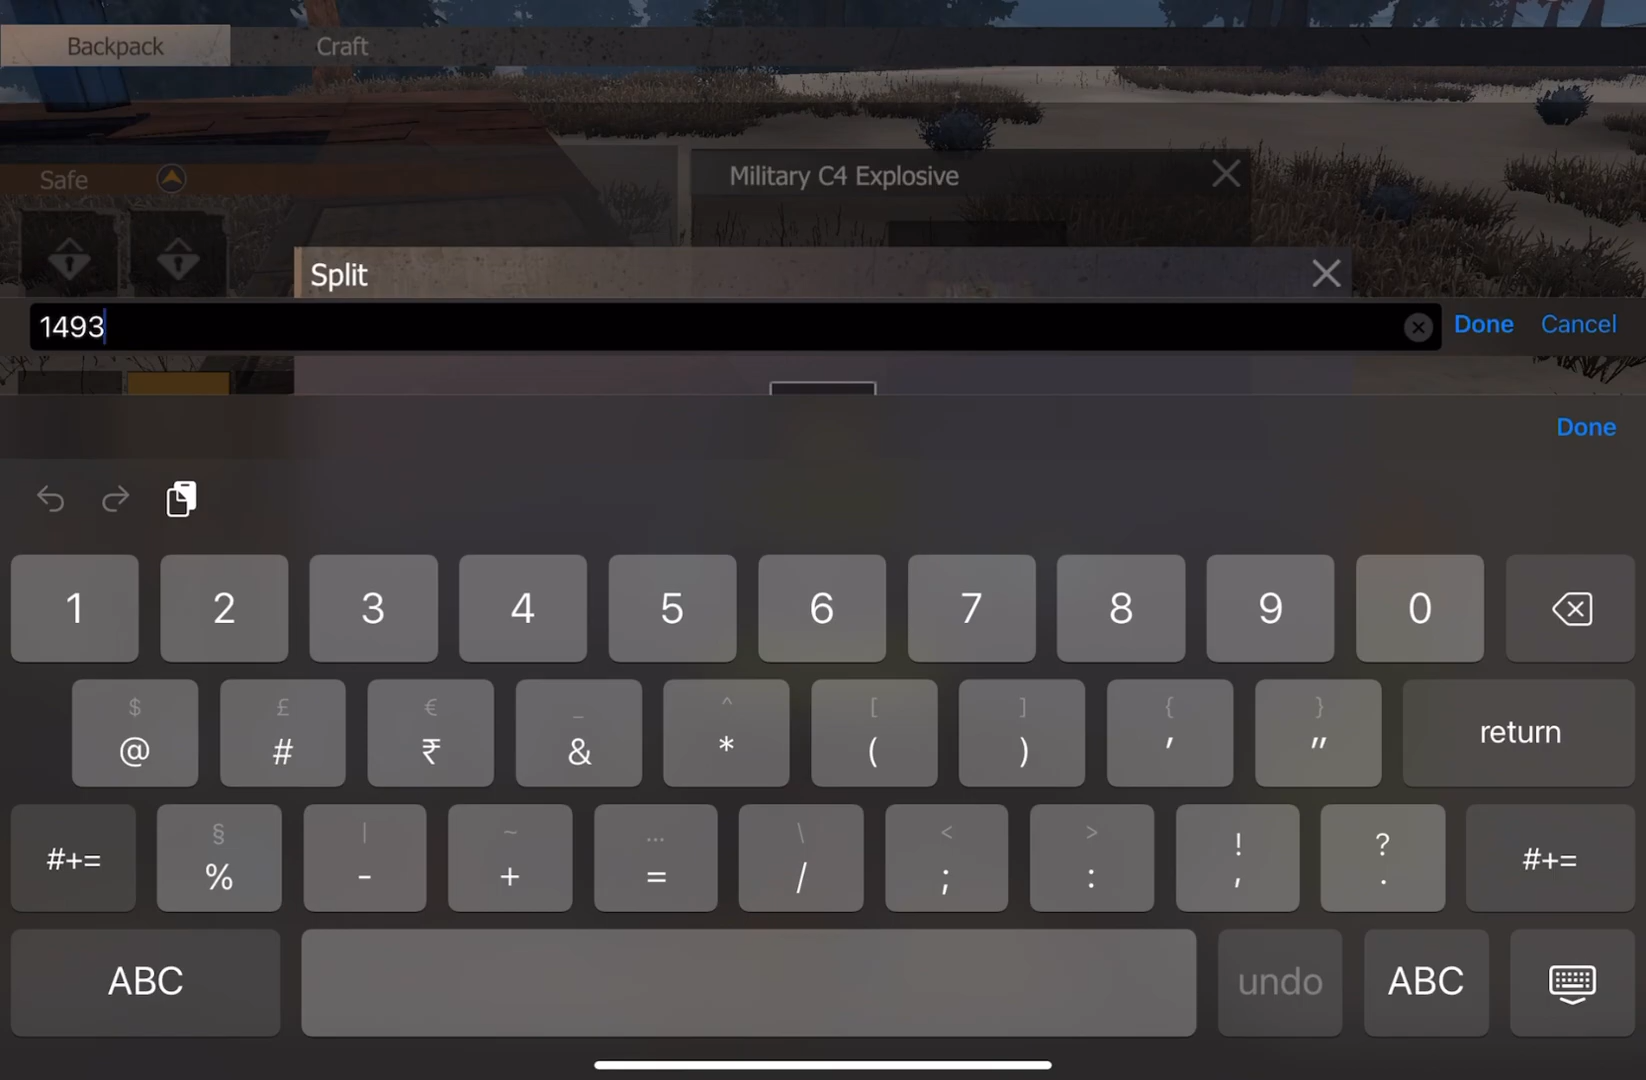 Backpack Craft
Safe
Military C4 Explosive
Split
1493 Done Cancel
Done
1 2 3 4 5 6 7 8 9 0
$ £ € _ ^ [ ] { }
@ # ₹ & * ( ) ' " return
§ | ~ … \ < > ! ?
#+= % - + = / ; : , . #+=
ABC undo ABC